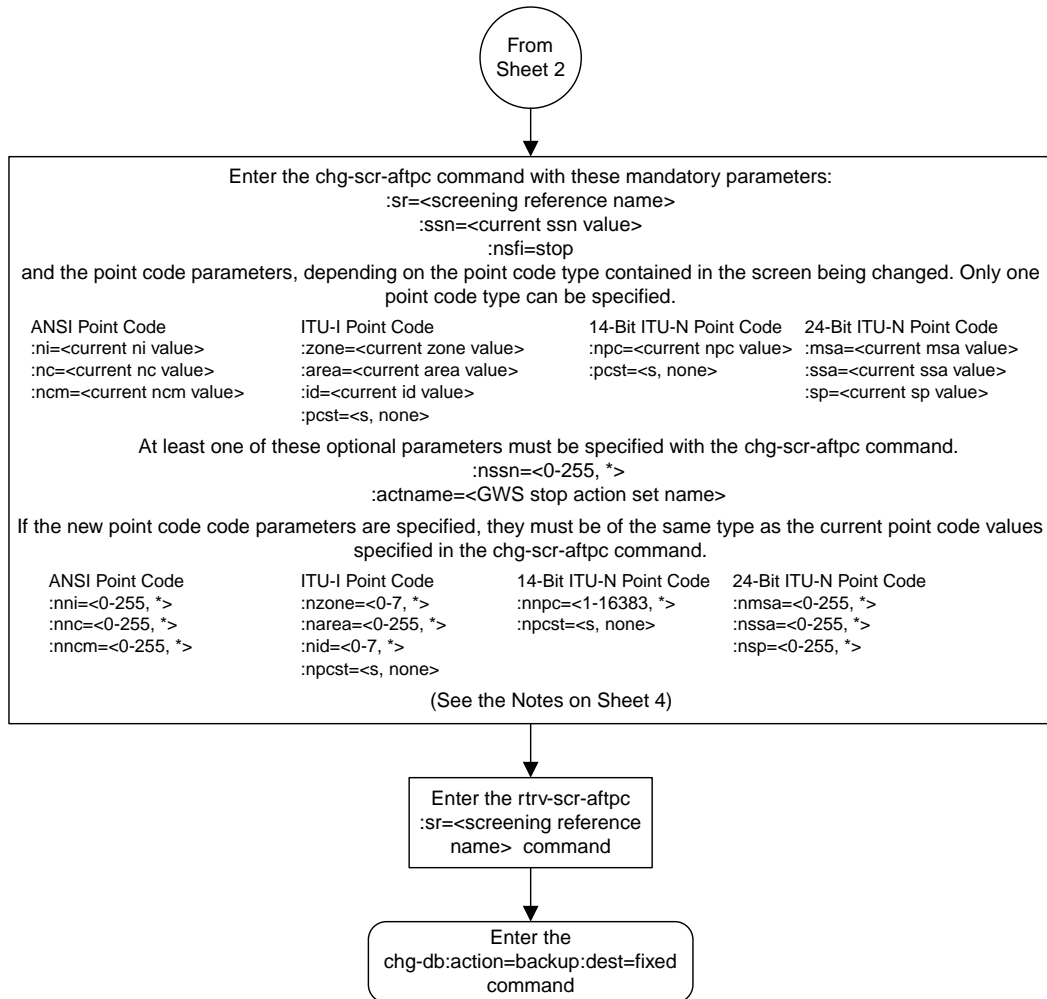 From
Sheet 2
Enter the chg-scr-aftpc command with these mandatory parameters:
:sr=<screening reference name>
:ssn=<current ssn value>
:nsfi=stop
and the point code parameters, depending on the point code type contained in the screen being changed. Only one
point code type can be specified.
ANSI Point Code
:ni=<current ni value>
:nc=<current nc value>
:ncm=<current ncm value>
ITU-I Point Code
:zone=<current zone value>
:area=<current area value>
:id=<current id value>
:pcst=<s, none>
14-Bit ITU-N Point Code
:npc=<current npc value>
:pcst=<s, none>
24-Bit ITU-N Point Code
:msa=<current msa value>
:ssa=<current ssa value>
:sp=<current sp value>
At least one of these optional parameters must be specified with the chg-scr-aftpc command.
:nssn=<0-255, *>
:actname=<GWS stop action set name>
If the new point code code parameters are specified, they must be of the same type as the current point code values
specified in the chg-scr-aftpc command.
ANSI Point Code
:nni=<0-255, *>
:nnc=<0-255, *>
:nncm=<0-255, *>
ITU-I Point Code
:nzone=<0-7, *>
:narea=<0-255, *>
:nid=<0-7, *>
:npcst=<s, none>
14-Bit ITU-N Point Code
:nnpc=<1-16383, *>
:npcst=<s, none>
24-Bit ITU-N Point Code
:nmsa=<0-255, *>
:nssa=<0-255, *>
:nsp=<0-255, *>
(See the Notes on Sheet 4)
Enter the rtrv-scr-aftpc
:sr=<screening reference
name> command
Enter the
chg-db:action=backup:dest=fixed
command